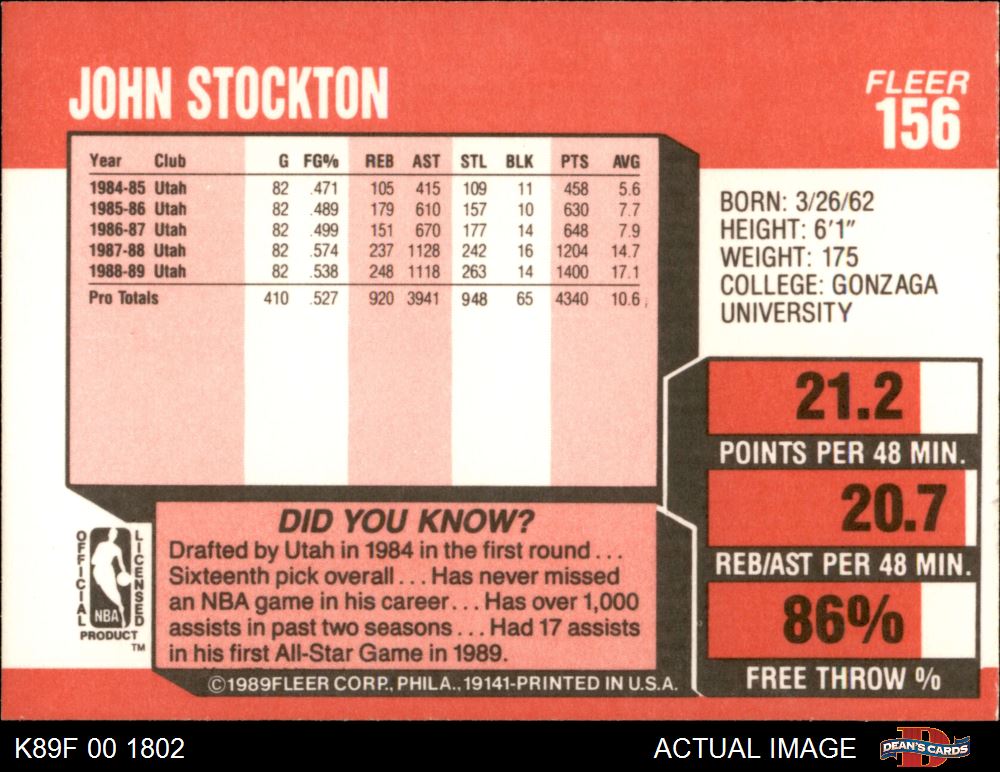 JOHN STOCKTON
FLEER
156
Year Club G FG% REB AST STL BLK PTS AVG
1984-85 Utah 82 .471 105 415 109 11 458 5.6
1985-86 Utah 82 .489 179 610 157 10 630 7.7
1986-87 Utah 82 .499 151 670 177 14 648 7.9
1987-88 Utah 82 .574 237 1128 242 16 1204 14.7
1988-89 Utah 82 .538 248 1118 263 14 1400 17.1
Pro Totals 410 .527 920 3941 948 65 4340 10.6
BORN: 3/26/62
HEIGHT: 6'1"
WEIGHT: 175
COLLEGE: GONZAGA
UNIVERSITY
21.2
POINTS PER 48 MIN.
20.7
REB/AST PER 48 MIN.
86%
FREE THROW %
OFFICIAL
LICENSED
NBA
PRODUCT
TM
DID YOU KNOW?
Drafted by Utah in 1984 in the first round...
Sixteenth pick overall...Has never missed
an NBA game in his career...Has over 1,000
assists in past two seasons...Had 17 assists
in his first All-Star Game in 1989.
©1989FLEER CORP., PHILA., 19141-PRINTED IN U.S.A.
K89F 00 1802
ACTUAL IMAGE
D
DEAN'S CARDS